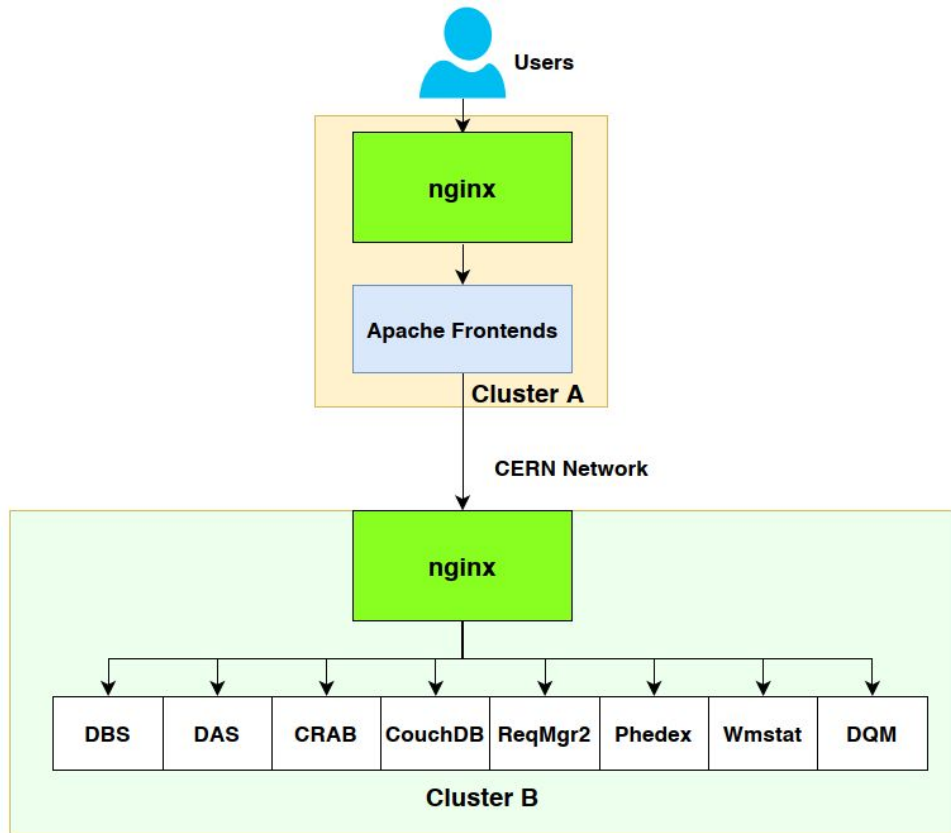 Users
nginx
Apache Frontends
Cluster A
CERN Network
nginx
DBS DAS CRAB CouchDB ReqMgr2 Phedex Wmstat DQM
Cluster B